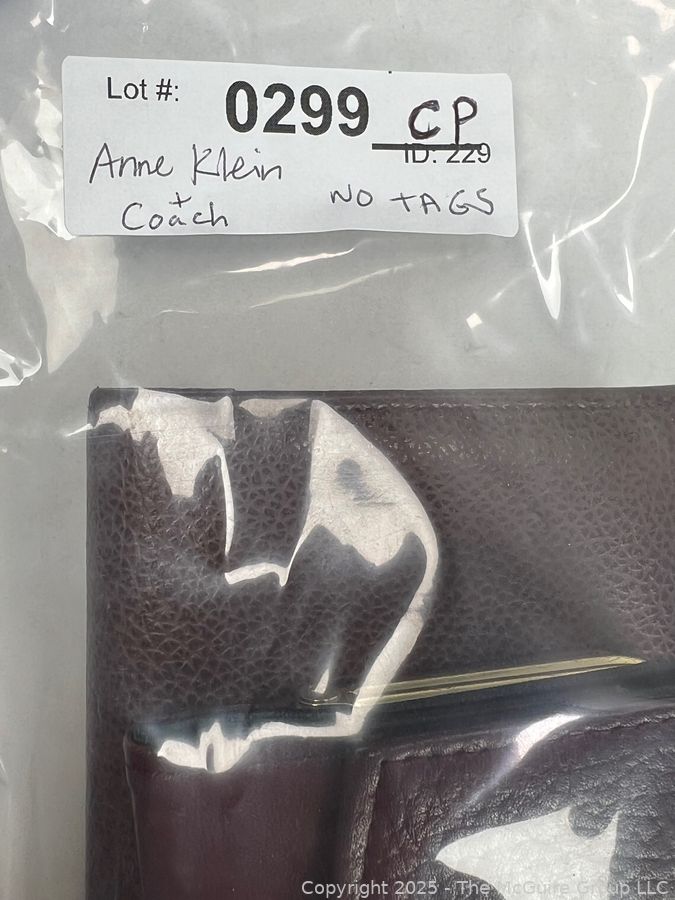 Lot #: 0299 CP
ID: 229
Anne Klein
+
Coach
NO TAGS
Copyright 2025 - The McGuire Group LLC